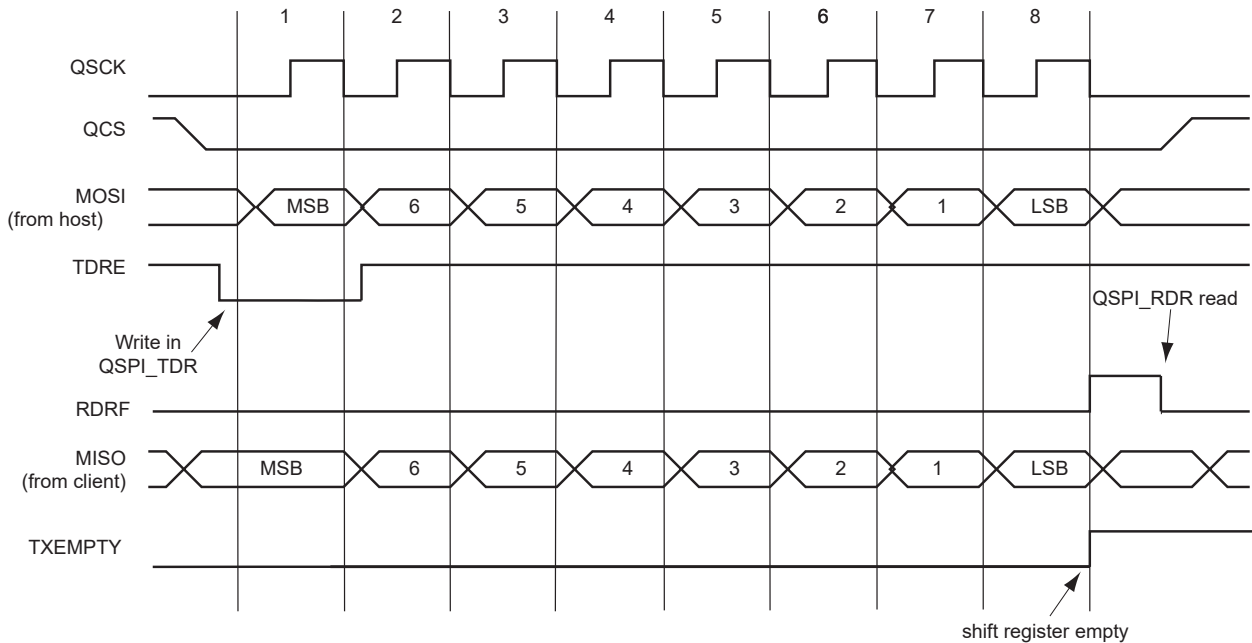 1 2 3 4 5 6 7 8
QSCK
QCS
MOSI
(from host)
MSB 6 5 4 3 2 1 LSB
TDRE
QSPI_RDR read
Write in
QSPI_TDR
RDRF
MISO
(from client)
MSB 6 5 4 3 2 1 LSB
TXEMPTY
shift register empty